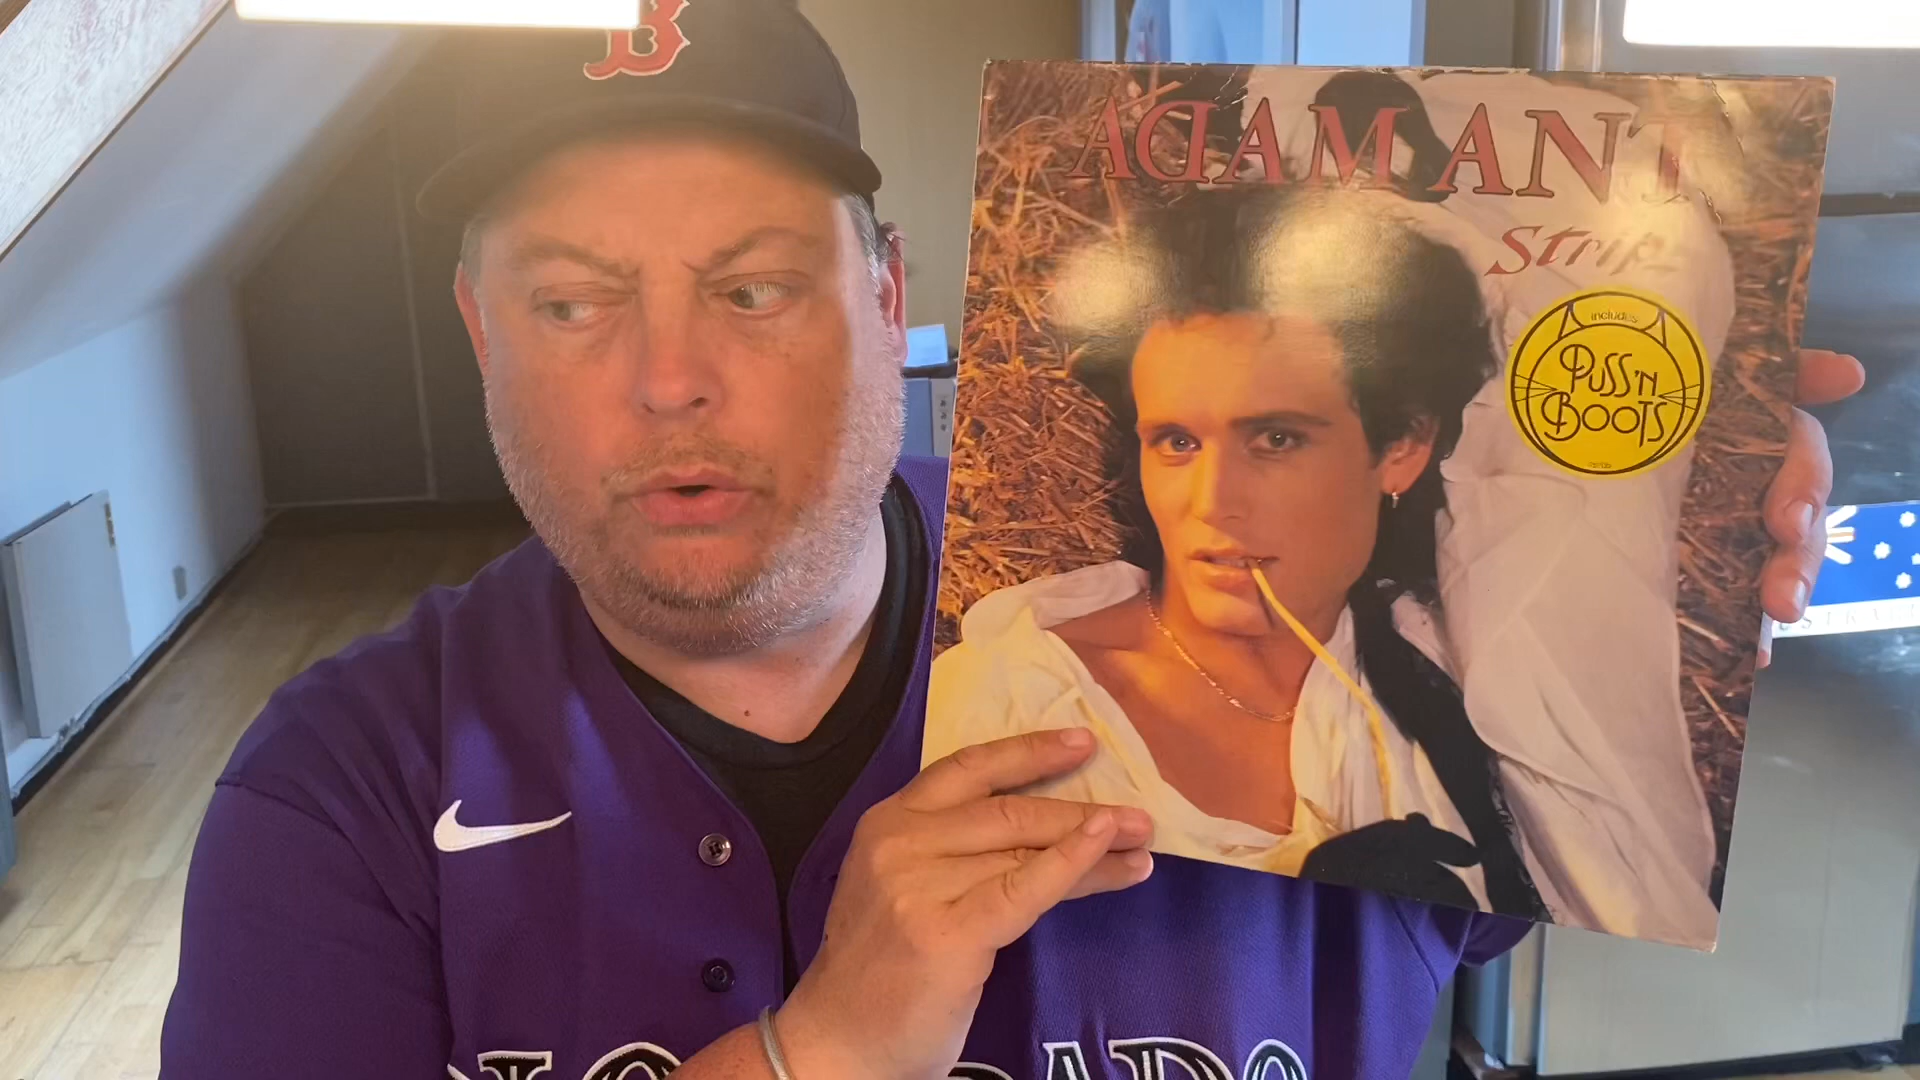 B
ADAM ANT
Strip
includes
PUSS 'N
BOOTS